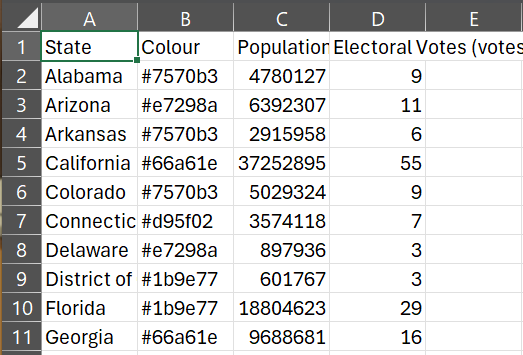 A B C D E
1 State Colour Population Electoral Votes (votes
2 Alabama #7570b3 4780127 9
3 Arizona #e7298a 6392307 11
4 Arkansas #7570b3 2915958 6
5 California #66a61e 37252895 55
6 Colorado #7570b3 5029324 9
7 Connectic #d95f02 3574118 7
8 Delaware #e7298a 897936 3
9 District of #1b9e77 601767 3
10 Florida #1b9e77 18804623 29
11 Georgia #66a61e 9688681 16